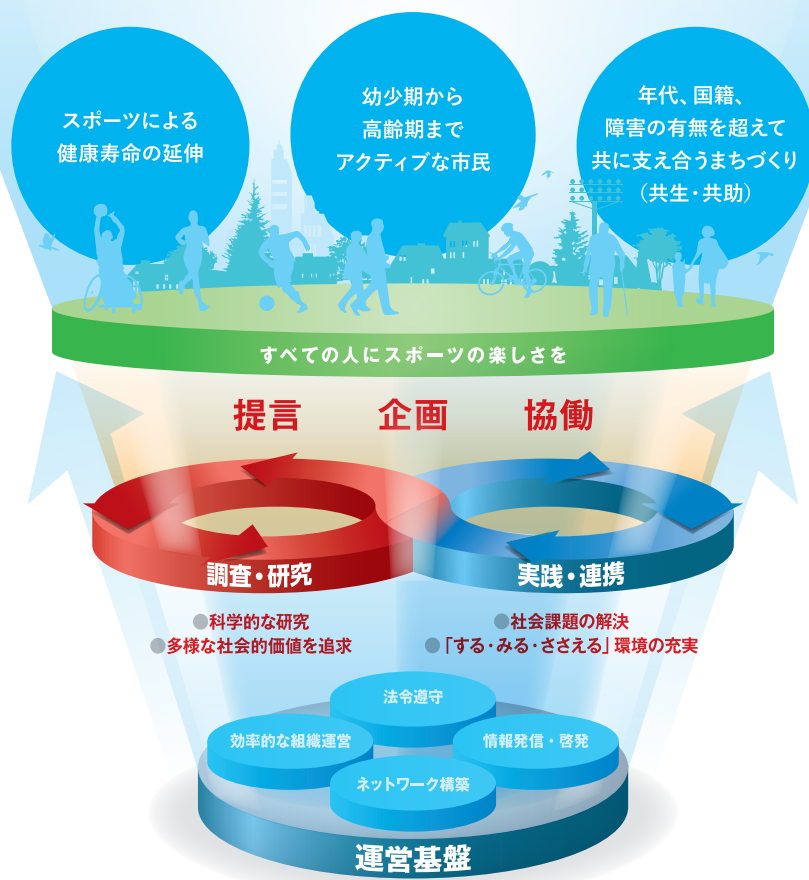 スポーツによる
健康寿命の延伸
幼少期から
高齢期まで
アクティブな市民
年代、国籍、
障害の有無を超えて
共に支え合うまちづくり
（共生・共助）
すべての人にスポーツの楽しさを
提言 企画 協働
調査・研究
実践・連携
●科学的な研究
●多様な社会的価値を追求
●社会課題の解決
●「する・みる・ささえる」環境の充実
法令遵守
効率的な組織運営
情報発信・啓発
ネットワーク構築
運営基盤